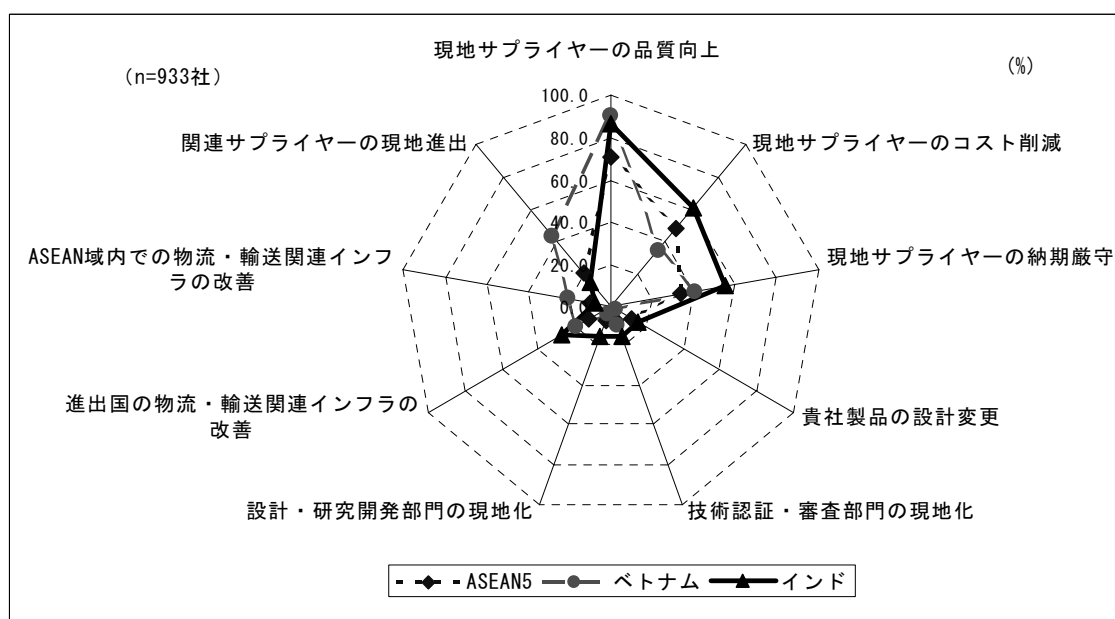 現地サプライヤーの品質向上
（n=933社）
(%)
100.0
関連サプライヤーの現地進出
80.0
現地サプライヤーのコスト削減
60.0
40.0
ASEAN域内での物流・輸送関連インフ
ラの改善
20.0
現地サプライヤーの納期厳守
0.0
進出国の物流・輸送関連インフラの
改善
貴社製品の設計変更
設計・研究開発部門の現地化
技術認証・審査部門の現地化
ASEAN5
ベトナム
インド